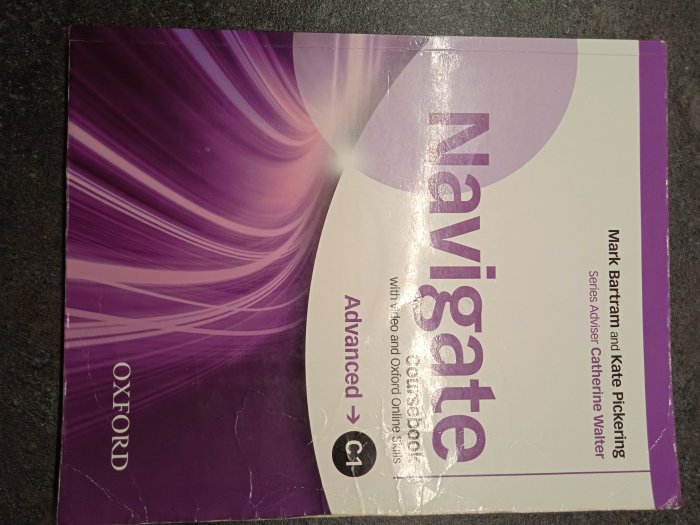 Mark Bartram and Kate Pickering
Series Adviser Catherine Walter
Navigate
Coursebook
with video and Oxford Online Skills
Advanced → C1
OXFORD